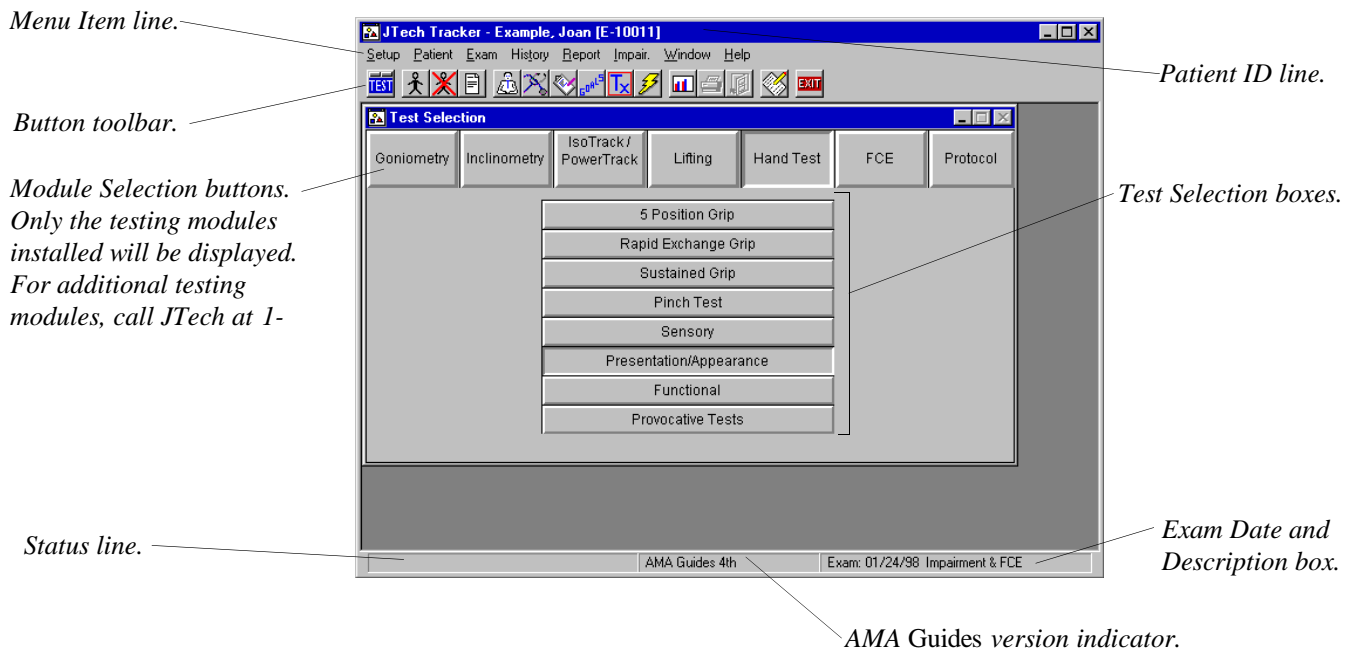 Menu Item line.
JTech Tracker - Example, Joan [E-10011]
Setup Patient Exam History Report Impair. Window Help
Patient ID line.
TEST GOALS Tx EXIT
Button toolbar.
Test Selection
Goniometry Inclinometry IsoTrack / PowerTrack Lifting Hand Test FCE Protocol
Module Selection buttons.
Only the testing modules
installed will be displayed.
For additional testing
modules, call JTech at 1-
Test Selection boxes.
5 Position Grip
Rapid Exchange Grip
Sustained Grip
Pinch Test
Sensory
Presentation/Appearance
Functional
Provocative Tests
Status line.
Exam Date and
Description box.
AMA Guides 4th
Exam: 01/24/98 Impairment & FCE
AMA Guides version indicator.